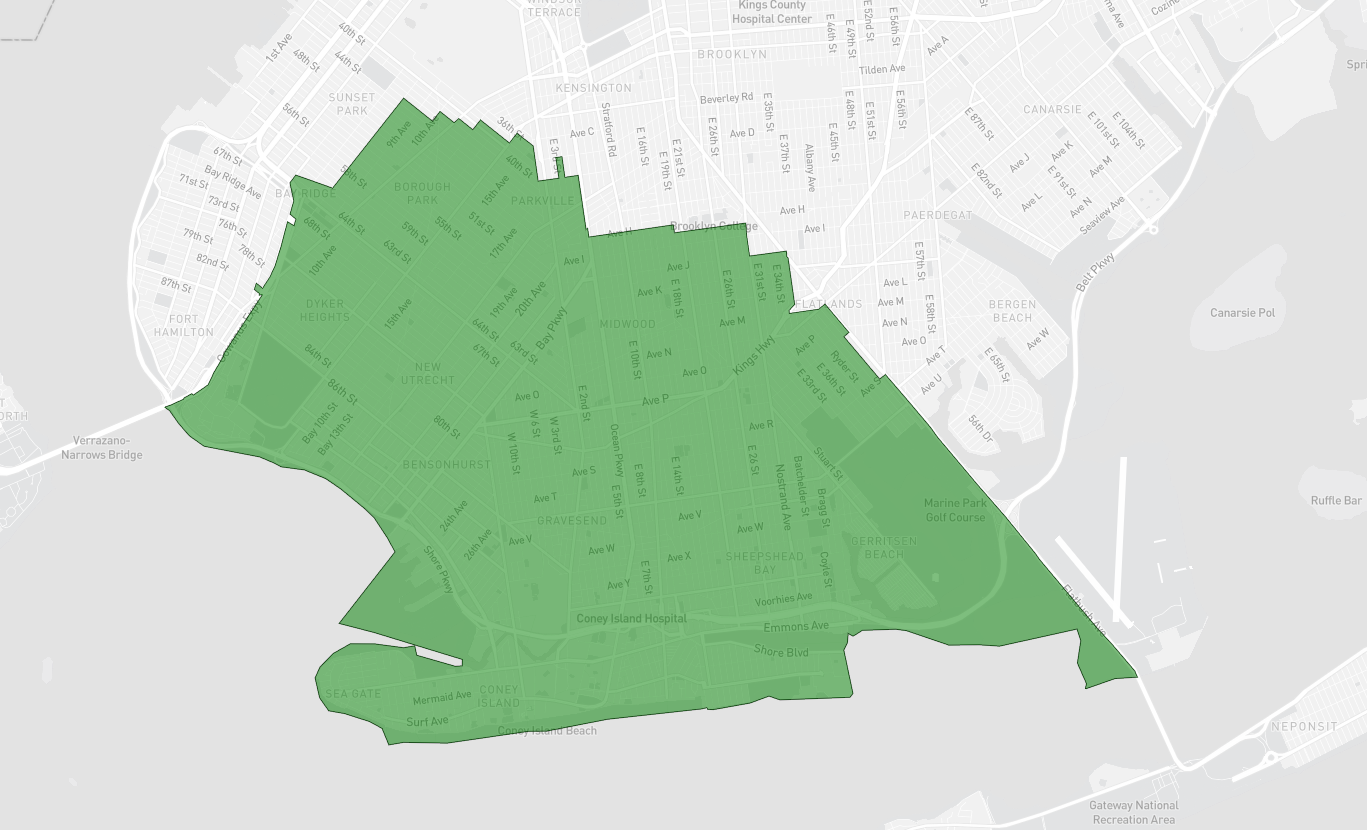 WINDSOR
TERRACE
Kings County
Hospital Center
E 52nd St
E 56th St
E 46th St
E 49th St
Ave A
40th St
1st Ave
48th St
44th St
BROOKLYN
Tilden Ave
KENSINGTON
SUNSET
PARK
56th St
Beverley Rd
E 35th St
E 48th St
E 51st St
E 56th St
CANARSIE
E 87th St
E 101st St
E 104th St
36th St
Stratford Rd
Ave C
E 16th St
E 21st St
E 26th St
Ave D
E 37th St
E 45th St
9th Ave
10th Ave
E 3rd St
40th St
E 19th St
Albany Ave
Ave J
Ave K
Ave M
67th St
Bay Ridge Ave
71st St
73rd St
76th St
78th St
79th St
82nd St
87th St
BAY RIDGE
BOROUGH
PARK
15th Ave
PARKVILLE
E 82nd St
E 91st St
Ave L
Ave N
Seaview Ave
Ave H
Ave H
Brooklyn College
Ave I
PAERDEGAT
68th St
64th St
59th St
55th St
51st St
63rd St
17th Ave
10th Ave
Ave I
Ave J
Ave K
E 18th St
E 26th St
E 31st St
E 34th St
E 57th St
Ave L
Ave M
Ave N
Ave O
E 58th St
Belt Pkwy
FLATLANDS
BERGEN
BEACH
Canarsie Pol
FORT
HAMILTON
Gowanus Expy
DYKER
HEIGHTS
15th Ave
19th Ave
20th Ave
Bay Pkwy
64th St
67th St
63rd St
MIDWOOD
Ave M
Ave N
Ave O
E 10th St
Kings Hwy
Ave P
Ryder St
E 36th St
E 33rd St
Ave S
Ave T
Ave U
Ave W
E 65th St
56th Dr
84th St
86th St
NEW
UTRECHT
Bay 10th St
Bay 13th St
80th St
Ave O
W 6 St
W 3rd St
W 10th St
E 2nd St
Ave P
Ocean Pkwy
Ave R
Verrazano-
Narrows Bridge
BENSONHURST
Ave S
E 8th St
E 14th St
E 26 St
Stuart St
Batchelder St
Nostrand Ave
Bragg St
E 5th St
Ave T
24th Ave
26th Ave
GRAVESEND
Ave V
Ave V
Ave W
Ave W
Marine Park
Golf Course
Ruffle Bar
GERRITSEN
BEACH
Shore Pkwy
Ave X
SHEEPSHEAD
BAY
Coyle St
E 7th St
Ave Y
Voorhies Ave
Flatbush Ave
Coney Island Hospital
Emmons Ave
Shore Blvd
SEA GATE
Mermaid Ave
CONEY
ISLAND
Surf Ave
Coney Island Beach
NEPONSIT
Gateway National
Recreation Area